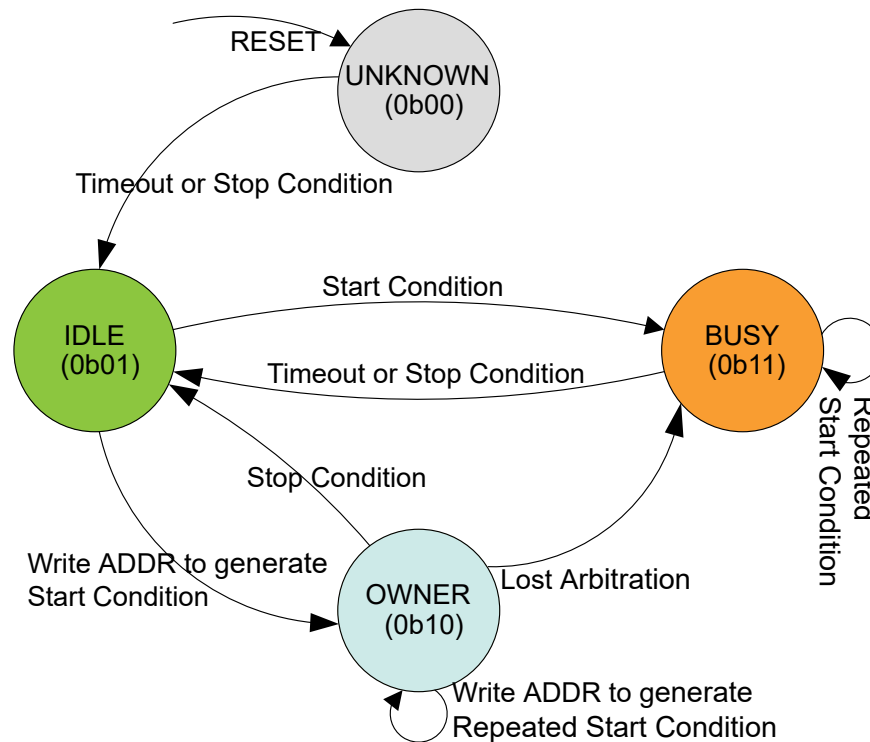 RESET
UNKNOWN
(0b00)
Timeout or Stop Condition
Start Condition
IDLE
(0b01)
BUSY
(0b11)
Timeout or Stop Condition
Repeated
Start Condition
Stop Condition
Write ADDR to generate
Start Condition
Lost Arbitration
OWNER
(0b10)
Write ADDR to generate
Repeated Start Condition